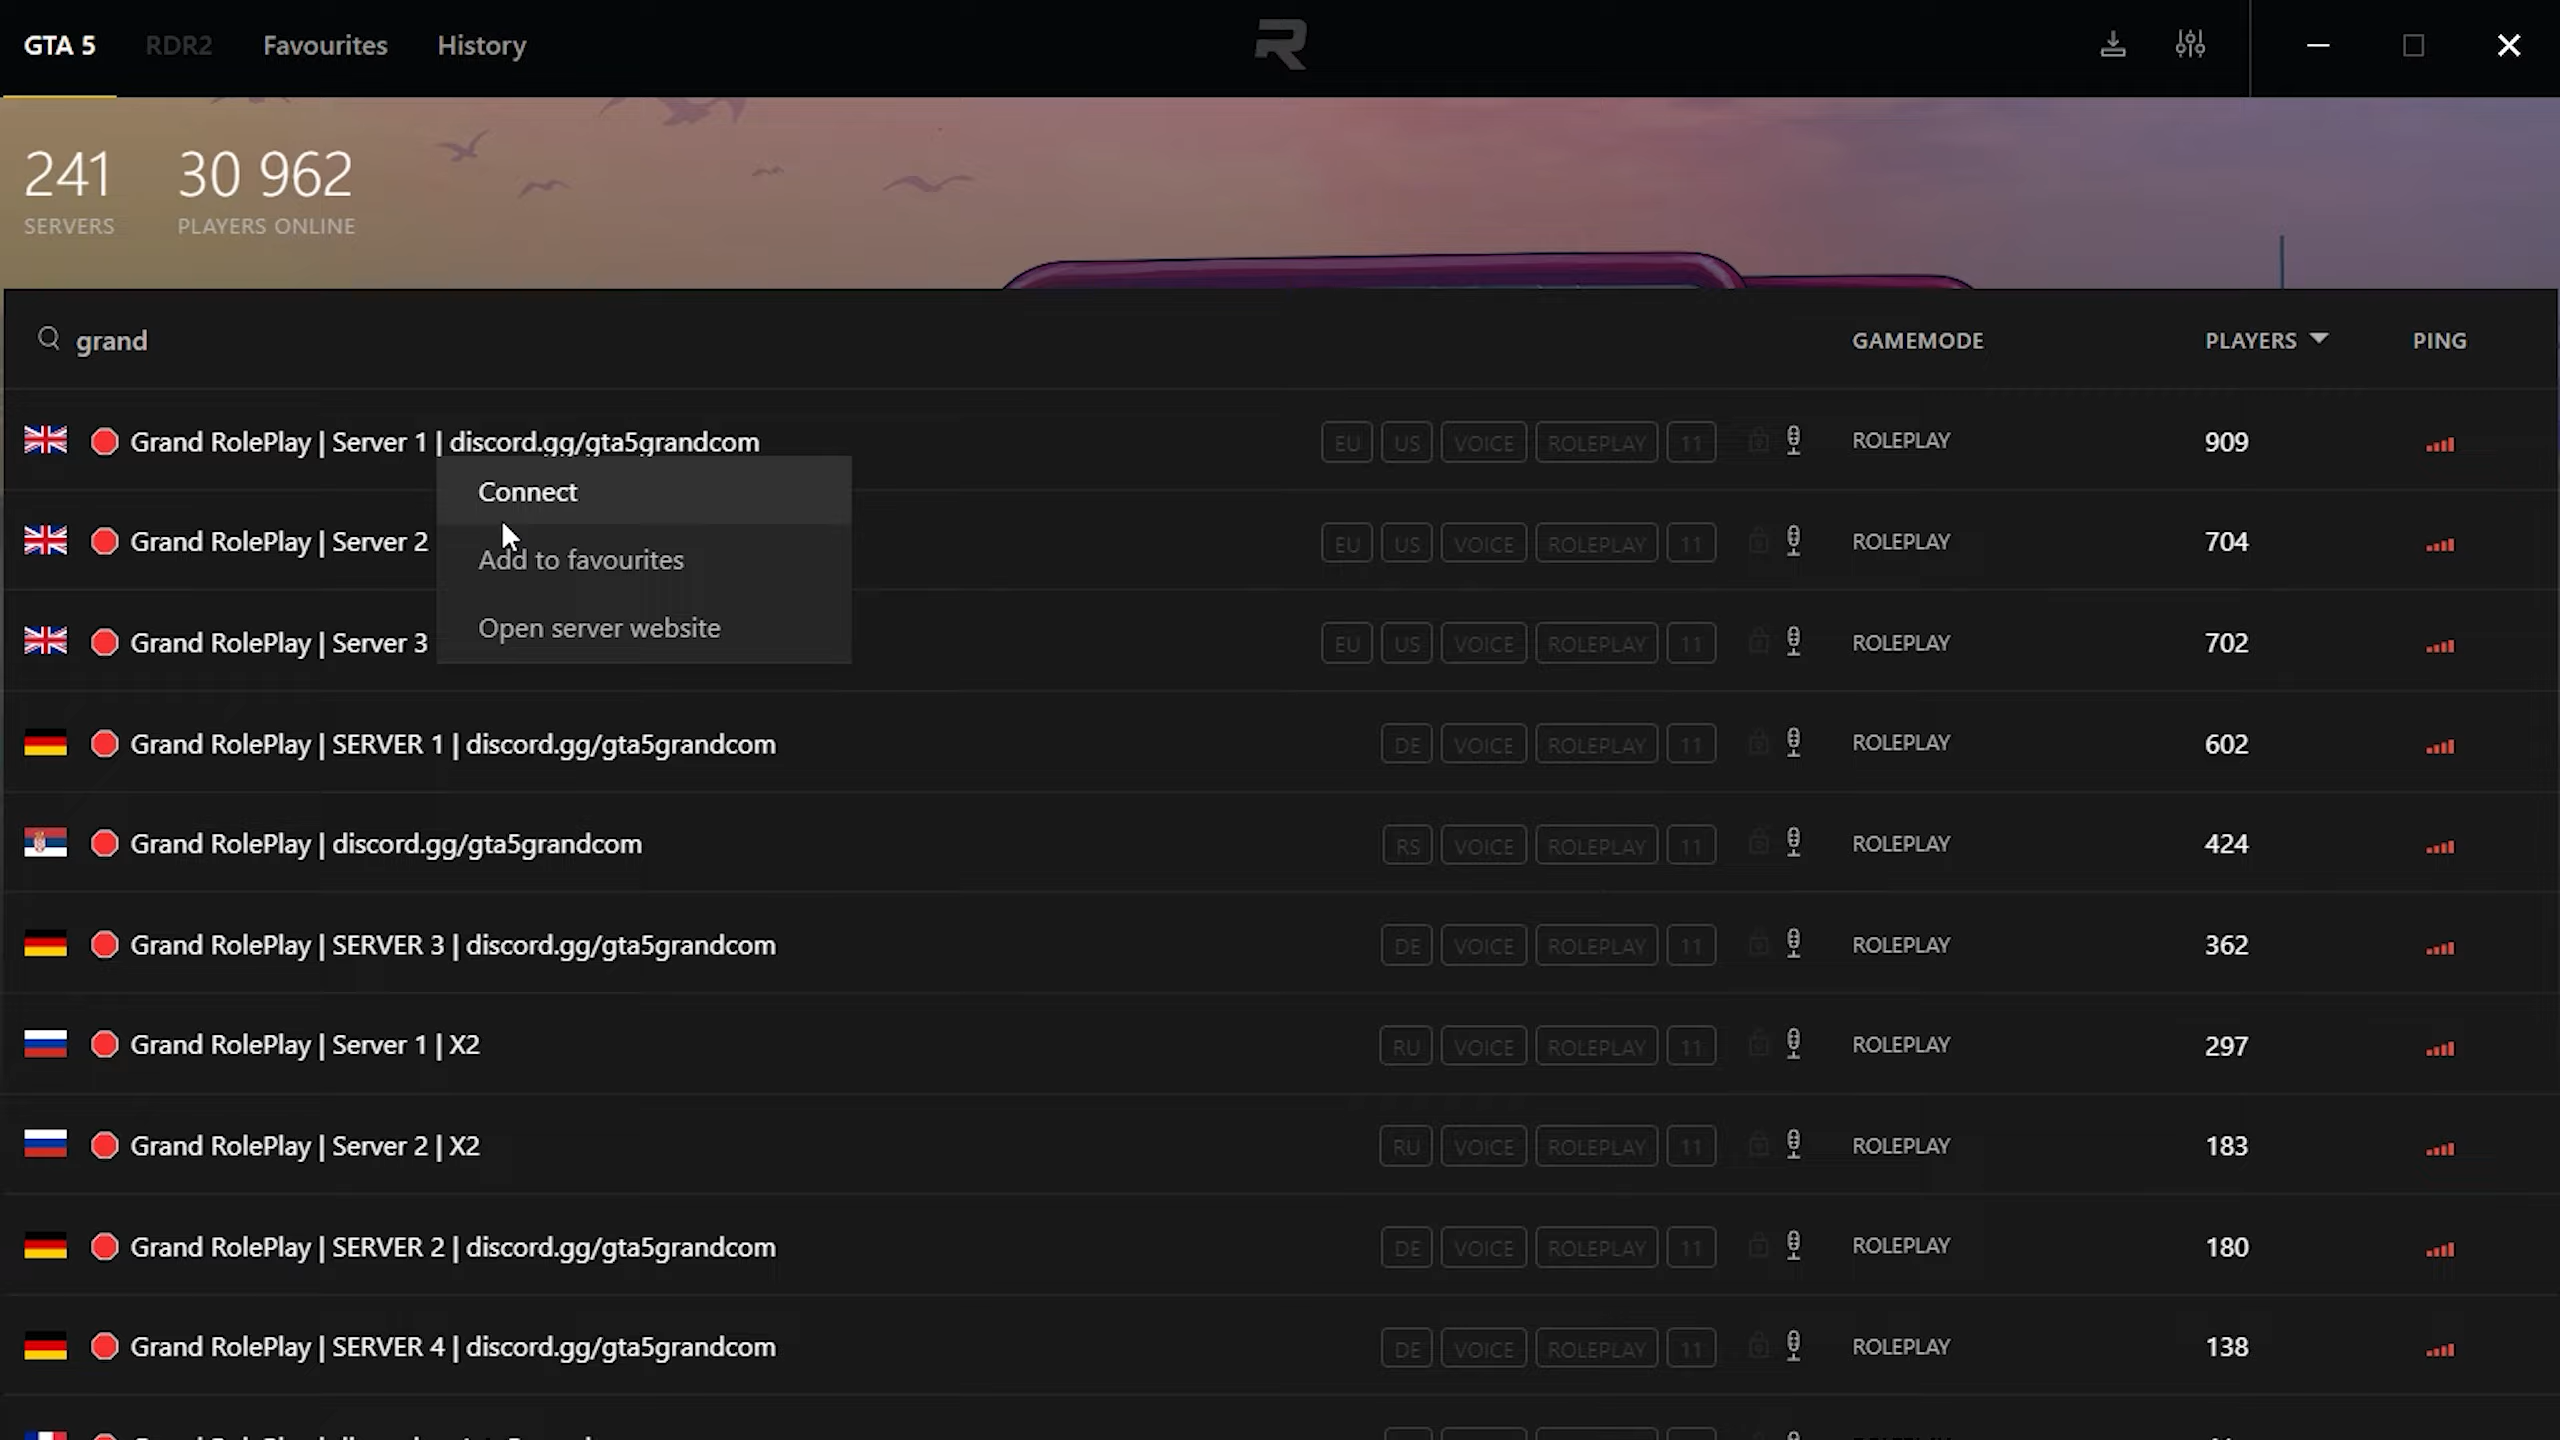 GTA 5 RDR2 Favourites History
241 30 962
SERVERS PLAYERS ONLINE
grand GAMEMODE PLAYERS PING
Grand RolePlay | Server 1 | discord.gg/gta5grandcom EU US VOICE ROLEPLAY 11 ROLEPLAY 909
Connect
Grand RolePlay | Server 2 EU US VOICE ROLEPLAY 11 ROLEPLAY 704
Add to favourites
Open server website
Grand RolePlay | Server 3 EU US VOICE ROLEPLAY 11 ROLEPLAY 702
Grand RolePlay | SERVER 1 | discord.gg/gta5grandcom DE VOICE ROLEPLAY 11 ROLEPLAY 602
Grand RolePlay | discord.gg/gta5grandcom RS VOICE ROLEPLAY 11 ROLEPLAY 424
Grand RolePlay | SERVER 3 | discord.gg/gta5grandcom DE VOICE ROLEPLAY 11 ROLEPLAY 362
Grand RolePlay | Server 1 | X2 RU VOICE ROLEPLAY 11 ROLEPLAY 297
Grand RolePlay | Server 2 | X2 RU VOICE ROLEPLAY 11 ROLEPLAY 183
Grand RolePlay | SERVER 2 | discord.gg/gta5grandcom DE VOICE ROLEPLAY 11 ROLEPLAY 180
Grand RolePlay | SERVER 4 | discord.gg/gta5grandcom DE VOICE ROLEPLAY 11 ROLEPLAY 138